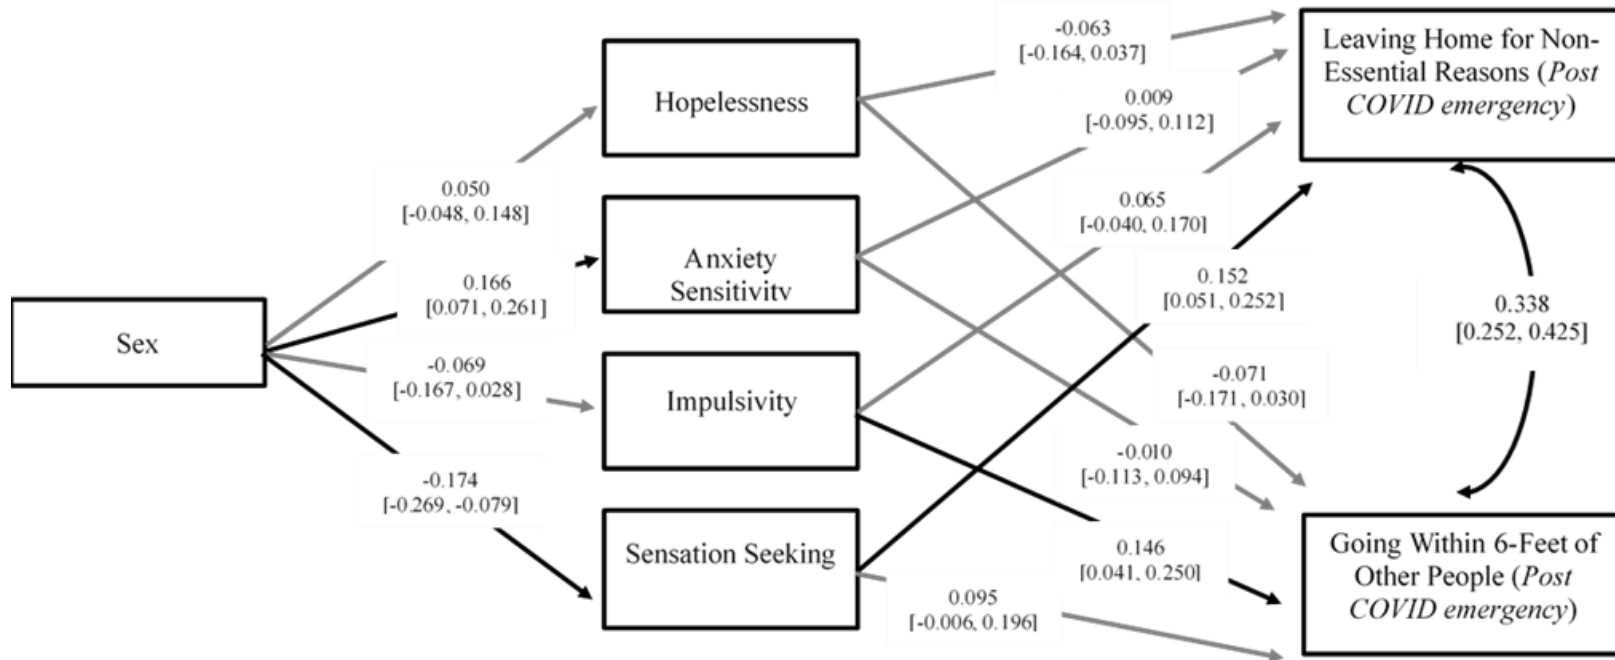 -0.063
[-0.164, 0.037]
Leaving Home for Non-
Essential Reasons (Post
COVID emergency)
Hopelessness
0.009
[-0.095, 0.112]
0.050
[-0.048, 0.148]
0.065
[-0.040, 0.170]
Anxiety
Sensitivity
0.166
[0.071, 0.261]
0.152
[0.051, 0.252]
0.338
[0.252, 0.425]
Sex
-0.069
[-0.167, 0.028]
Impulsivity
-0.071
[-0.171, 0.030]
-0.010
[-0.113, 0.094]
-0.174
[-0.269, -0.079]
Sensation Seeking
0.146
[0.041, 0.250]
Going Within 6-Feet of
Other People (Post
COVID emergency)
0.095
[-0.006, 0.196]